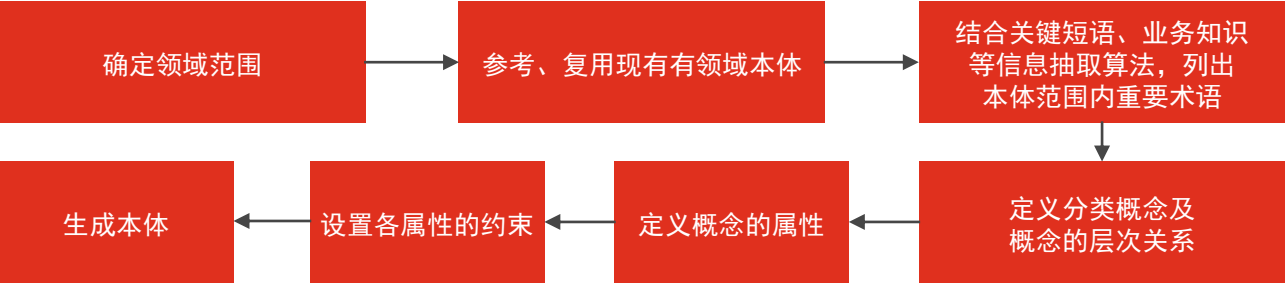 确定领域范围
参考、复用现有有领域本体
结合关键短语、业务知识
等信息抽取算法，列出
本体范围内重要术语
定义分类概念及
概念的层次关系
定义概念的属性
设置各属性的约束
生成本体